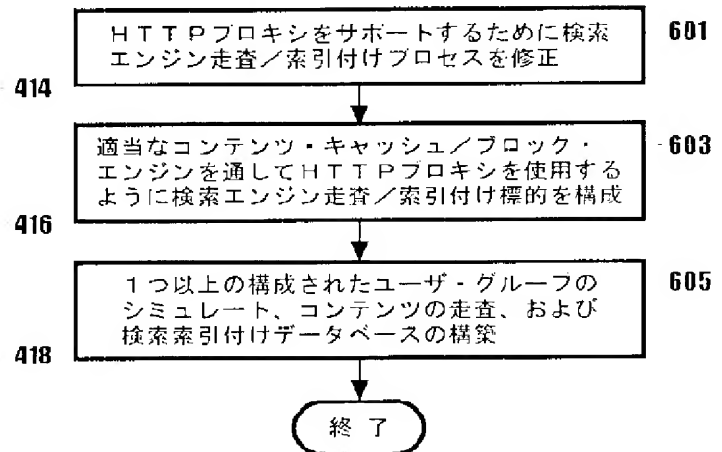 HTTPプロキシをサポートするために検索
エンジン走査/索引付けプロセスを修正
601
414
適当なコンテンツ・キャッシュ/ブロック・
エンジンを通してHTTPプロキシを使用する
ように検索エンジン走査/索引付け標的を構成
603
416
1つ以上の構成されたユーザ・グループの
シミュレート、コンテンツの走査、および
検索索引付けデータベースの構築
605
418
終了